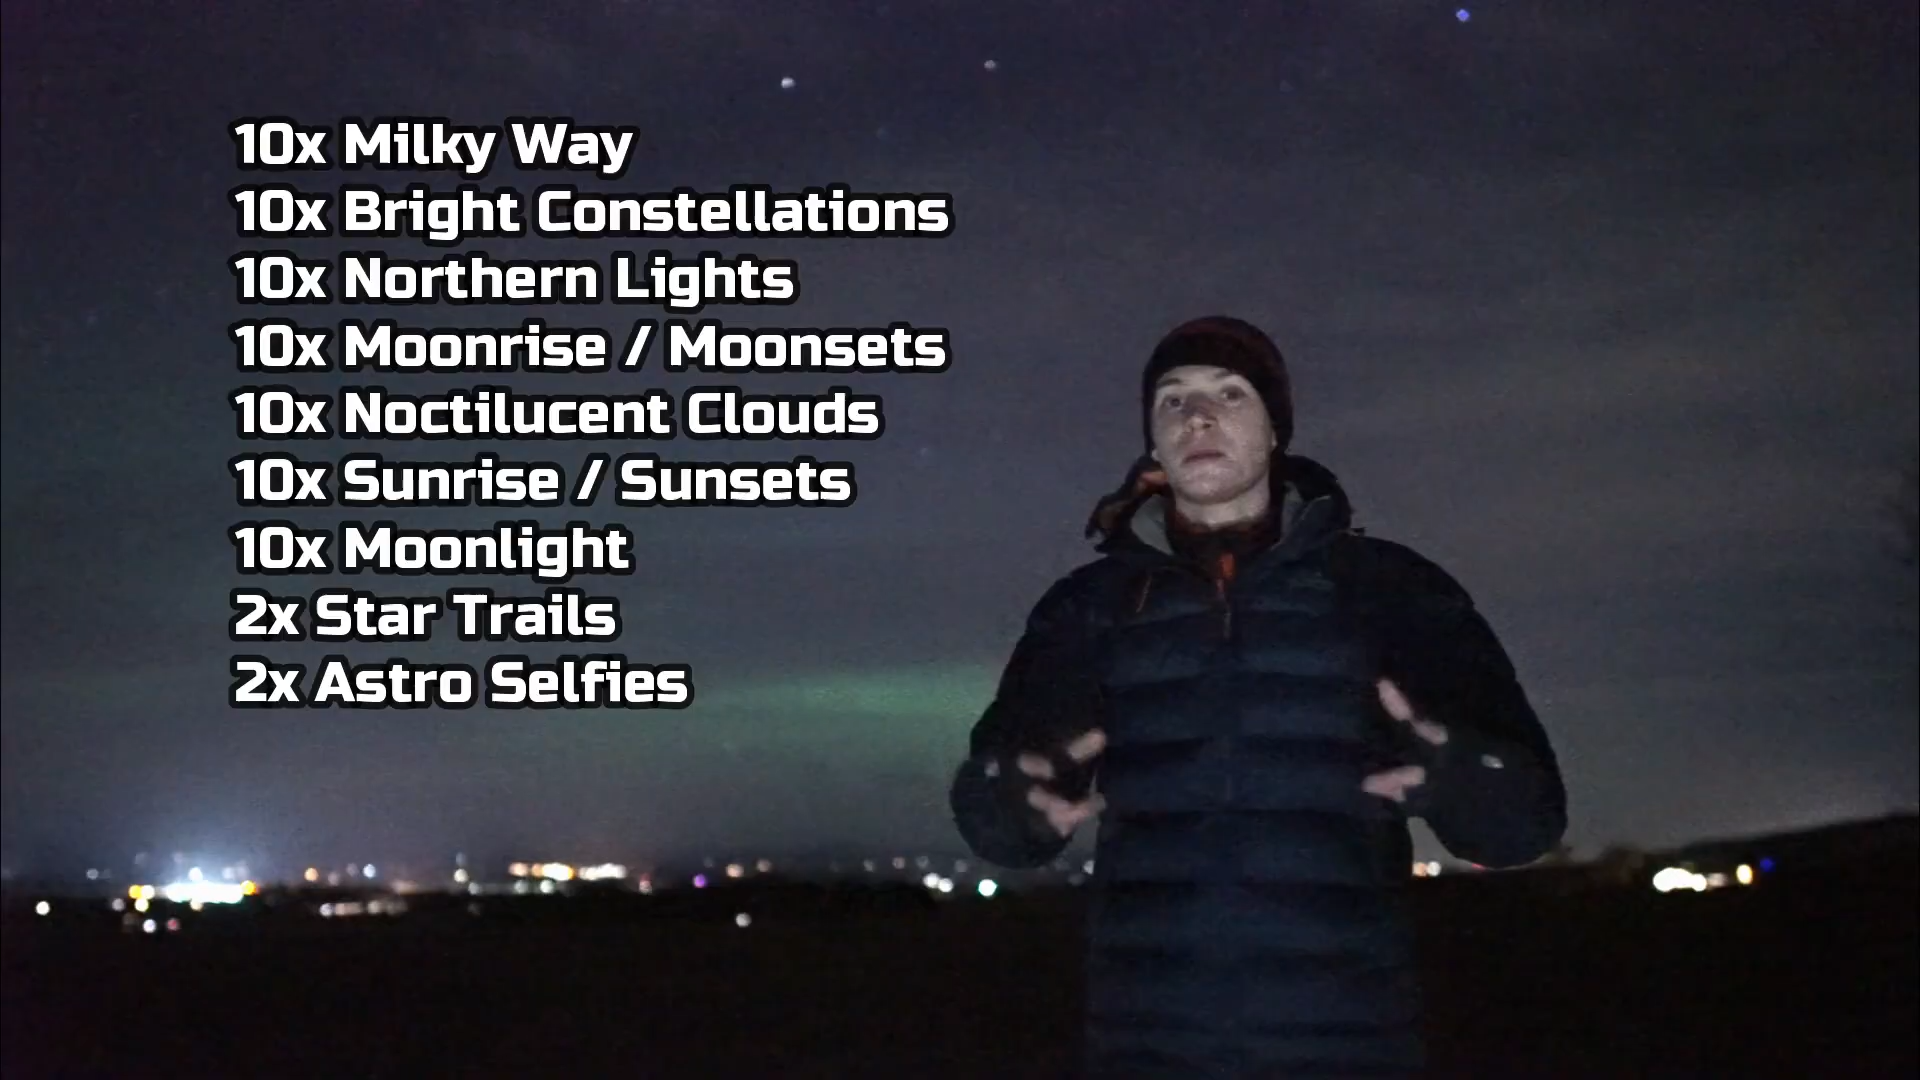 10x Milky Way
10x Bright Constellations
10x Northern Lights
10x Moonrise / Moonsets
10x Noctilucent Clouds
10x Sunrise / Sunsets
10x Moonlight
2x Star Trails
2x Astro Selfies